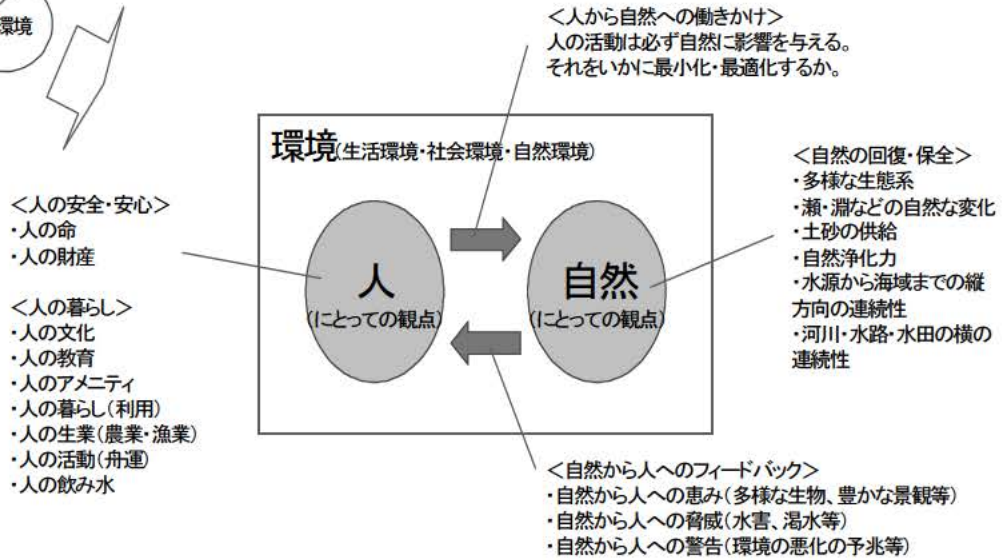 環境
<人から自然への働きかけ>
人の活動は必ず自然に影響を与える。
それをいかに最小化・最適化するか。
環境(生活環境・社会環境・自然環境)
<人の安全・安心>
・人の命
・人の財産
<人の暮らし>
・人の文化
・人の教育
・人のアメニティ
・人の暮らし(利用)
・人の生業(農業・漁業)
・人の活動(舟運)
・人の飲み水
人
(にとっての観点)
自然
(にとっての観点)
<自然の回復・保全>
・多様な生態系
・瀬・淵などの自然な変化
・土砂の供給
・自然浄化力
・水源から海域までの縦
方向の連続性
・河川・水路・水田の横の
連続性
<自然から人へのフィードバック>
・自然から人への恵み(多様な生物、豊かな景観等)
・自然から人への脅威(水害、渇水等)
・自然から人への警告(環境の悪化の予兆等)